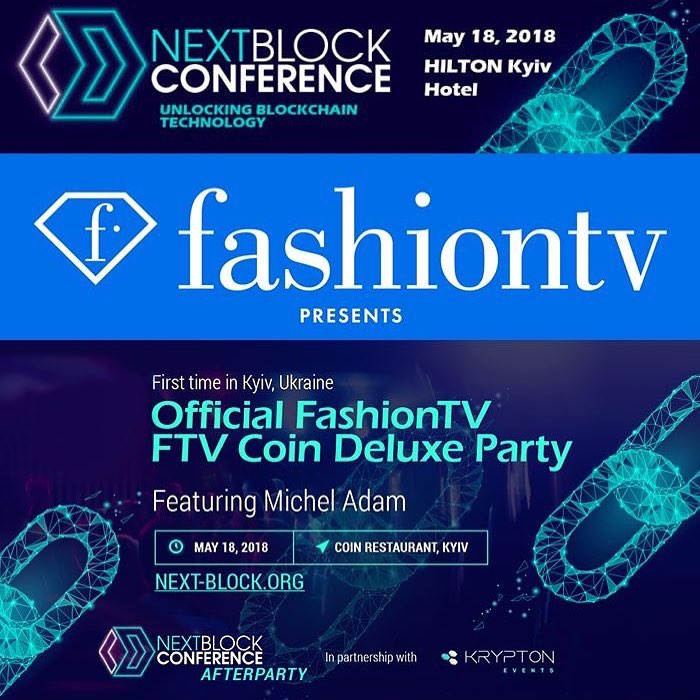 NEXTBLOCK
CONFERENCE
UNLOCKING BLOCKCHAIN
TECHNOLOGY
May 18, 2018
HILTON Kyiv
Hotel
f.
fashiontv
PRESENTS
First time in Kyiv, Ukraine
Official FashionTV
FTV Coin Deluxe Party
Featuring Michel Adam
MAY 18, 2018
COIN RESTAURANT, KYIV
NEXT-BLOCK.ORG
NEXTBLOCK
CONFERENCE
AFTERPARTY
In partnership with
KRYPTON
EVENTS